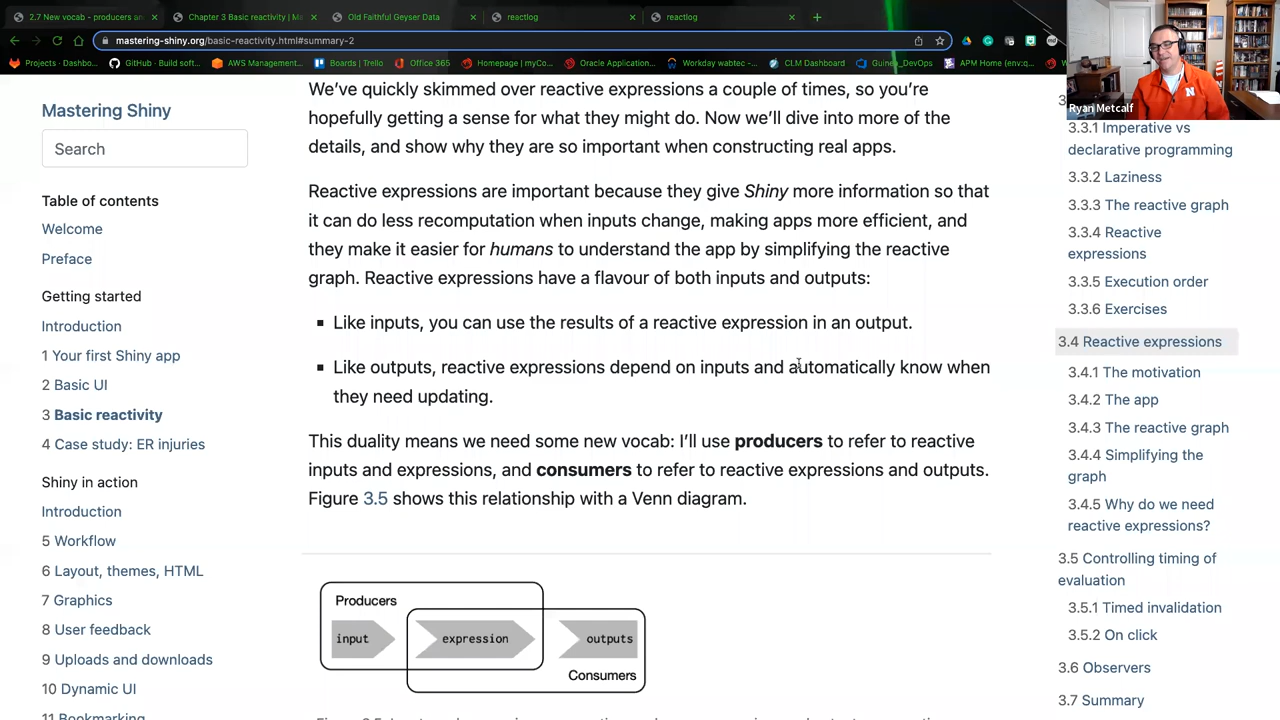 2.7 New vocab - producers an
Chapter 3 Basic reactivity | Ma
Old Faithful Geyser Data
reactlog
reactlog
mastering-shiny.org/basic-reactivity.html#summary-2
Projects · Dashbo...
GitHub · Build soft...
AWS Management...
Boards | Trello
Office 365
Homepage | myCo...
Oracle Application...
Workday wabtec -...
CLM Dashboard
Guine _DevOps
APM Home (env:q...
Ryan Metcalf
Mastering Shiny
Search
Table of contents
Welcome
Preface
Getting started
Introduction
1 Your first Shiny app
2 Basic UI
3 Basic reactivity
4 Case study: ER injuries
Shiny in action
Introduction
5 Workflow
6 Layout, themes, HTML
7 Graphics
8 User feedback
9 Uploads and downloads
10 Dynamic UI
11 Bookmarking
We’ve quickly skimmed over reactive expressions a couple of times, so you’re
hopefully getting a sense for what they might do. Now we’ll dive into more of the
details, and show why they are so important when constructing real apps.
Reactive expressions are important because they give Shiny more information so that
it can do less recomputation when inputs change, making apps more efficient, and
they make it easier for humans to understand the app by simplifying the reactive
graph. Reactive expressions have a flavour of both inputs and outputs:
Like inputs, you can use the results of a reactive expression in an output.
Like outputs, reactive expressions depend on inputs and automatically know when
they need updating.
This duality means we need some new vocab: I’ll use producers to refer to reactive
inputs and expressions, and consumers to refer to reactive expressions and outputs.
Figure 3.5 shows this relationship with a Venn diagram.
Producers
input
expression
outputs
Consumers
3.3.1 Imperative vs
declarative programming
3.3.2 Laziness
3.3.3 The reactive graph
3.3.4 Reactive
expressions
3.3.5 Execution order
3.3.6 Exercises
3.4 Reactive expressions
3.4.1 The motivation
3.4.2 The app
3.4.3 The reactive graph
3.4.4 Simplifying the
graph
3.4.5 Why do we need
reactive expressions?
3.5 Controlling timing of
evaluation
3.5.1 Timed invalidation
3.5.2 On click
3.6 Observers
3.7 Summary